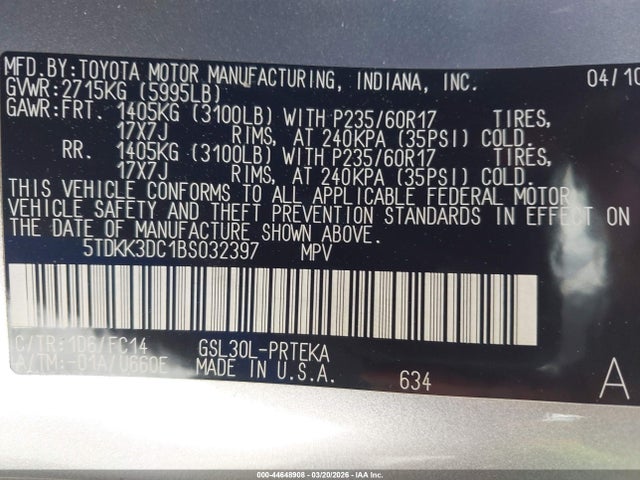 MFD.BY:TOYOTA MOTOR MANUFACTURING, INDIANA, INC. 04/10
GVWR:2715KG (5995LB)
GAWR:FRT. 1405KG (3100LB) WITH P235/60R17 TIRES,
17X7J RIMS, AT 240KPA (35PSI) COLD.
RR. 1405KG (3100LB) WITH P235/60R17 TIRES,
17X7J RIMS, AT 240KPA (35PSI) COLD.
THIS VEHICLE CONFORMS TO ALL APPLICABLE FEDERAL MOTOR
VEHICLE SAFETY AND THEFT PREVENTION STANDARDS IN EFFECT ON
THE DATE OF MANUFACTURE SHOWN ABOVE.
5TDKK3DC1BS032397 MPV
C/TR:1D6/FC14 GSL30L-PRTEKA
A/TM:-01A/U660E MADE IN U.S.A. 634 A
000-44648908 - 03/20/2026 - IAA Inc.